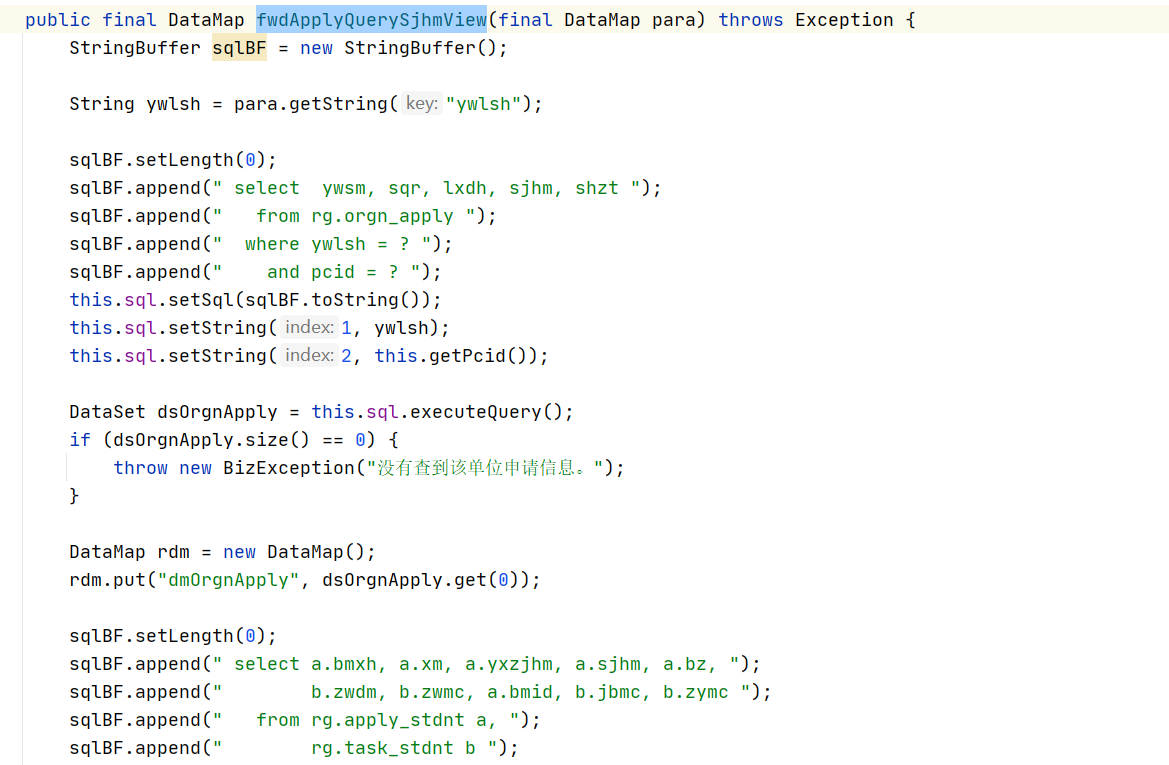 public final DataMap fwdApplyQuerySjhmView(final DataMap para) throws Exception {
StringBuffer sqlBF = new StringBuffer();
String ywlsh = para.getString( key: "ywlsh");
sqlBF.setLength(0);
sqlBF.append(" select  ywsm, sqr, lxdh, sjhm, shzt ");
sqlBF.append("   from rg.orgn_apply ");
sqlBF.append("  where ywlsh = ? ");
sqlBF.append("    and pcid = ? ");
this.sql.setSql(sqlBF.toString());
this.sql.setString( index: 1, ywlsh);
this.sql.setString( index: 2, this.getPcid());
DataSet dsOrgnApply = this.sql.executeQuery();
if (dsOrgnApply.size() == 0) {
throw new BizException("没有查到该单位申请信息。");
}
DataMap rdm = new DataMap();
rdm.put("dmOrgnApply", dsOrgnApply.get(0));
sqlBF.setLength(0);
sqlBF.append(" select a.bmxh, a.xm, a.yxzjhm, a.sjhm, a.bz, ");
sqlBF.append("        b.zwdm, b.zwmc, a.bmid, b.jbmc, b.zymc ");
sqlBF.append("   from rg.apply_stdnt a, ");
sqlBF.append("        rg.task_stdnt b ");